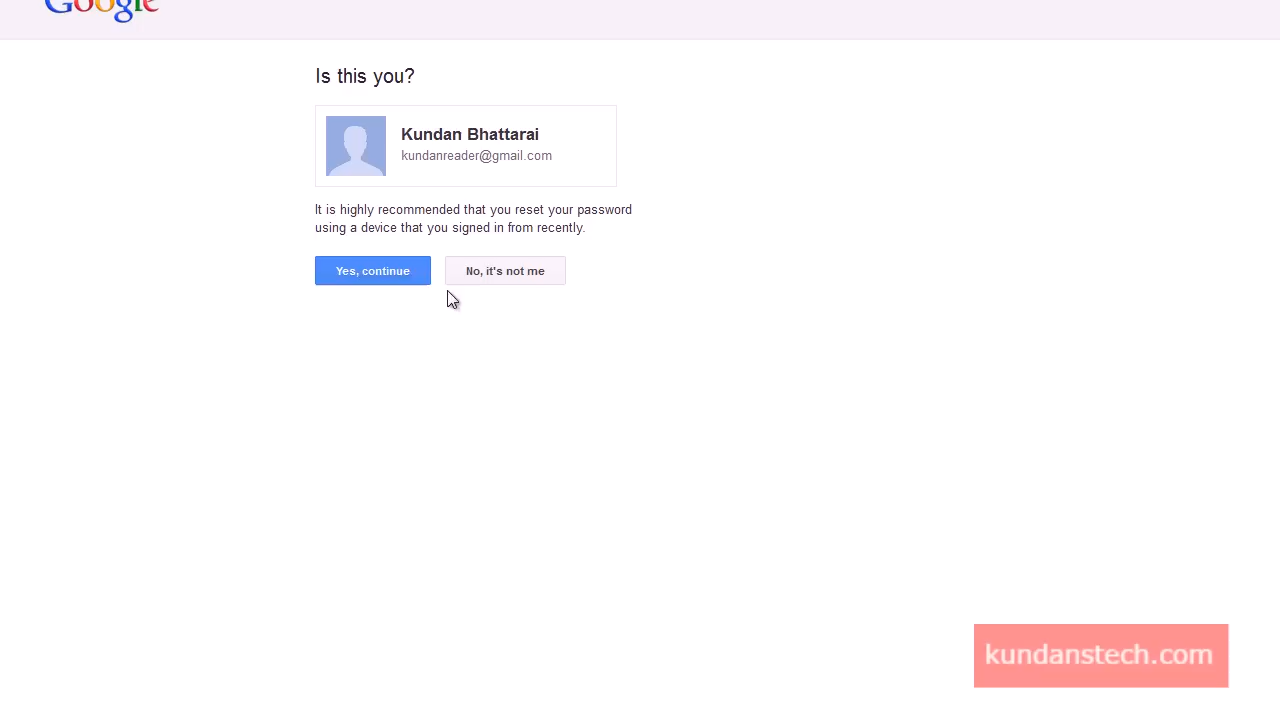 Google
Is this you?
Kundan Bhattarai
kundanreader@gmail.com
It is highly recommended that you reset your password
using a device that you signed in from recently.
Yes, continue
No, it's not me
kundanstech.com